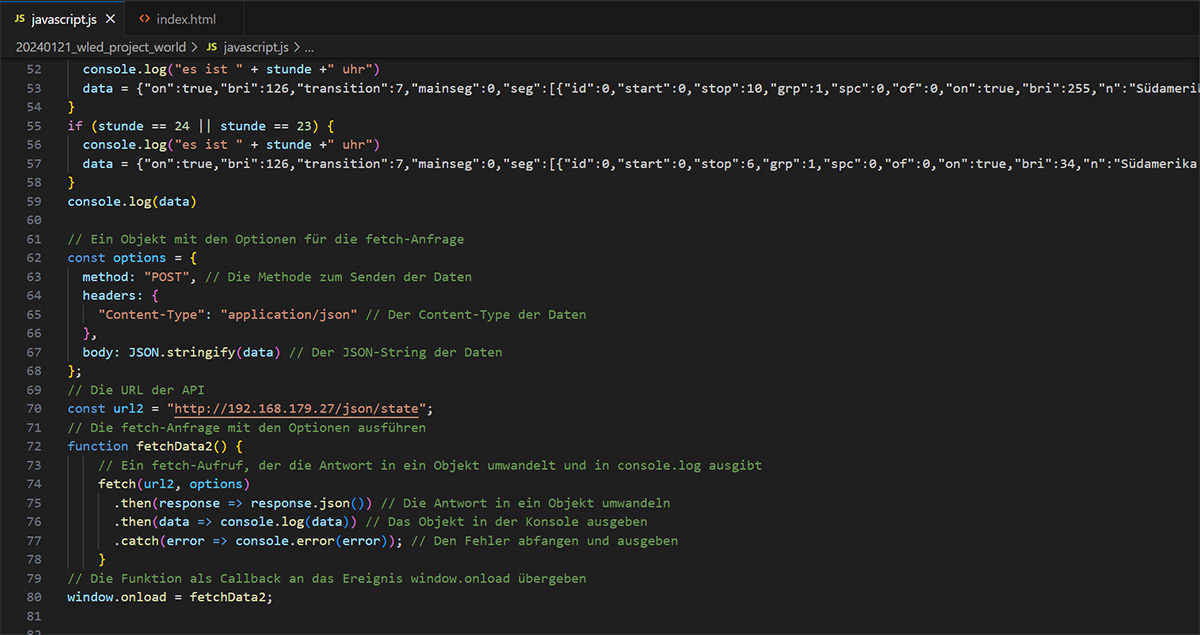 JS javascript.js × <> index.html
20240121_wled_project_world > JS javascript.js > ...
52 console.log("es ist " + stunde +" uhr")
53 data = {"on":true,"bri":126,"transition":7,"mainseg":0,"seg":[{"id":0,"start":0,"stop":10,"grp":1,"spc":0,"of":0,"on":true,"bri":255,"n":"Südameri
54 }
55 if (stunde == 24 || stunde == 23) {
56 console.log("es ist " + stunde +" uhr")
57 data = {"on":true,"bri":126,"transition":7,"mainseg":0,"seg":[{"id":0,"start":0,"stop":6,"grp":1,"spc":0,"of":0,"on":true,"bri":34,"n":"Südamerika
58 }
59 console.log(data)
60
61 // Ein Objekt mit den Optionen für die fetch-Anfrage
62 const options = {
63 method: "POST", // Die Methode zum Senden der Daten
64 headers: {
65 "Content-Type": "application/json" // Der Content-Type der Daten
66 },
67 body: JSON.stringify(data) // Der JSON-String der Daten
68 };
69 // Die URL der API
70 const url2 = "http://192.168.179.27/json/state";
71 // Die fetch-Anfrage mit den Optionen ausführen
72 function fetchData2() {
73 // Ein fetch-Aufruf, der die Antwort in ein Objekt umwandelt und in console.log ausgibt
74 fetch(url2, options)
75 .then(response => response.json()) // Die Antwort in ein Objekt umwandeln
76 .then(data => console.log(data)) // Das Objekt in der Konsole ausgeben
77 .catch(error => console.error(error)); // Den Fehler abfangen und ausgeben
78 }
79 // Die Funktion als Callback an das Ereignis window.onload übergeben
80 window.onload = fetchData2;
81